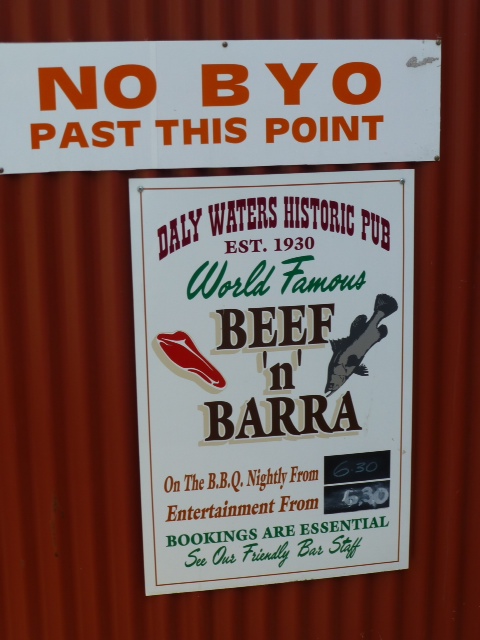 NO BYO
PAST THIS POINT
DALY WATERS HISTORIC PUB
EST. 1930
World Famous
BEEF
'n'
BARRA
On The B.B.Q. Nightly From 6.30
Entertainment From 6.30
BOOKINGS ARE ESSENTIAL
See Our Friendly Bar Staff